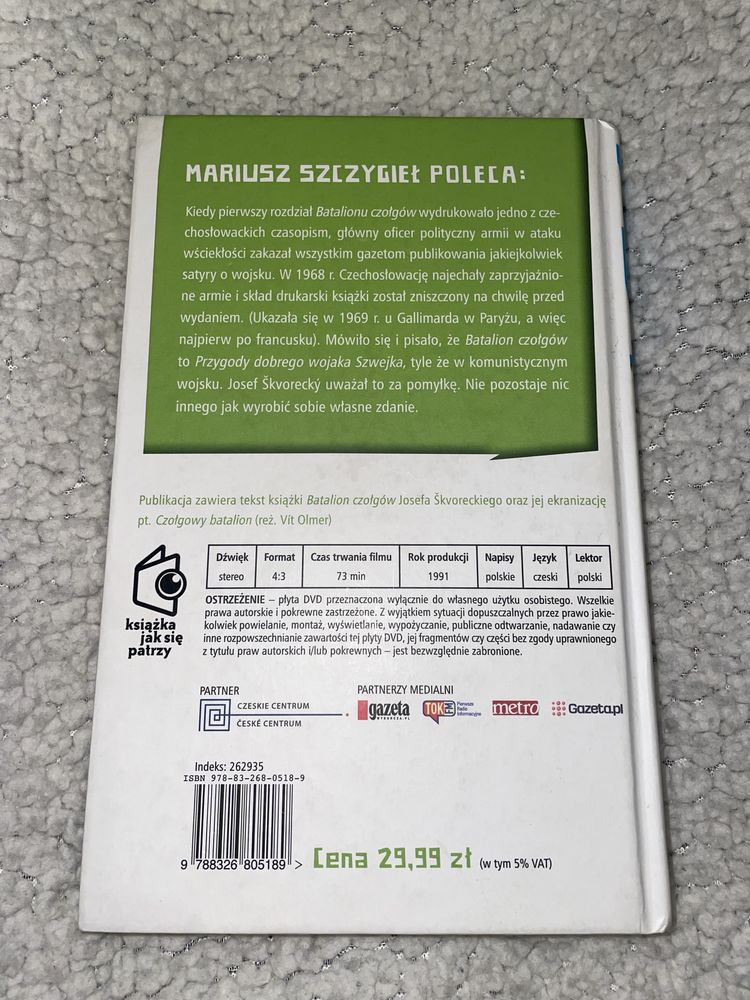 MARIUSZ SZCZYGIEŁ POLECA:
Kiedy pierwszy rozdział Batalionu czołgów wydrukowało jedno z cze-
chosłowackich czasopism, główny oficer polityczny armii w ataku
wściekłości zakazał wszystkim gazetom publikowania jakiejkolwiek
satyry o wojsku. W 1968 r. Czechosłowację najechały zaprzyjaźnio-
ne armie i skład drukarski książki został zniszczony na chwilę przed
wydaniem. (Ukazała się w 1969 r. u Gallimarda w Paryżu, a więc
najpierw po francusku). Mówiło się i pisało, że Batalion czołgów
to Przygody dobrego wojaka Szwejka, tyle że w komunistycznym
wojsku. Josef Škvorecký uważał to za pomyłkę. Nie pozostaje nic
innego jak wyrobić sobie własne zdanie.
Publikacja zawiera tekst książki Batalion czołgów Josefa Škvoreckiego oraz jej ekranizację
pt. Czołgowy batalion (reż. Vít Olmer)
książka
jak się
patrzy
Dźwięk Format Czas trwania filmu Rok produkcji Napisy Język Lektor
stereo 4:3 73 min 1991 polskie czeski polski
OSTRZEŻENIE – płyta DVD przeznaczona wyłącznie do własnego użytku osobistego. Wszelkie
prawa autorskie i pokrewne zastrzeżone. Z wyjątkiem sytuacji dopuszczalnych przez prawo jakie-
kolwiek powielanie, montaż, wyświetlanie, wypożyczanie, publiczne odtwarzanie, nadawanie czy
inne rozpowszechnianie zawartości tej płyty DVD, jej fragmentów czy części bez zgody uprawnionego
z tytułu praw autorskich i/lub pokrewnych – jest bezwzględnie zabronione.
PARTNER
CZESKIE CENTRUM
ČESKÉ CENTRUM
PARTNERZY MEDIALNI
gazeta
WYBORCZA.PL
TOK FM
Pierwsze
Radio
Informacyjne
metro
Gazeta.pl
Indeks: 262935
ISBN 978-83-268-0518-9
9 788326 805189 >
Cena 29,99 zł (w tym 5% VAT)